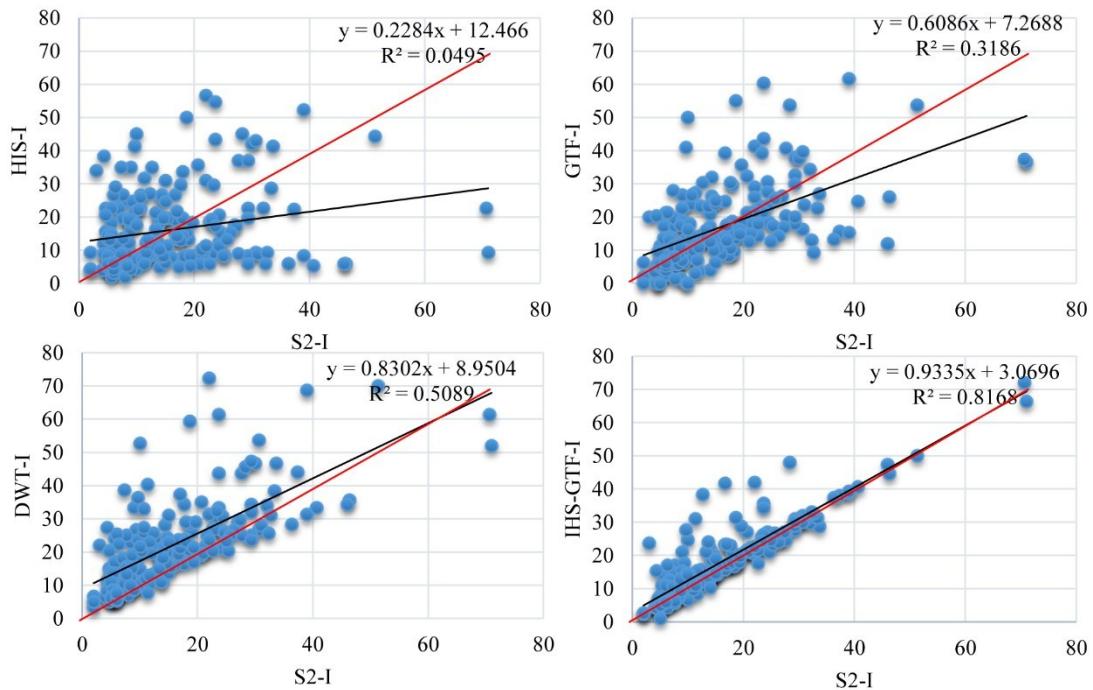 y = 0.2284x + 12.466
R² = 0.0495
80
70
60
50
40
30
20
10
0
HIS-I
0 20 40 60 80
S2-I
y = 0.6086x + 7.2688
R² = 0.3186
80
70
60
50
40
30
20
10
0
GTF-I
0 20 40 60 80
S2-I
y = 0.8302x + 8.9504
R² = 0.5089
80
70
60
50
40
30
20
10
0
DWT-I
0 20 40 60 80
S2-I
y = 0.9335x + 3.0696
R² = 0.8168
80
70
60
50
40
30
20
10
0
IHS-GTF-I
0 20 40 60 80
S2-I